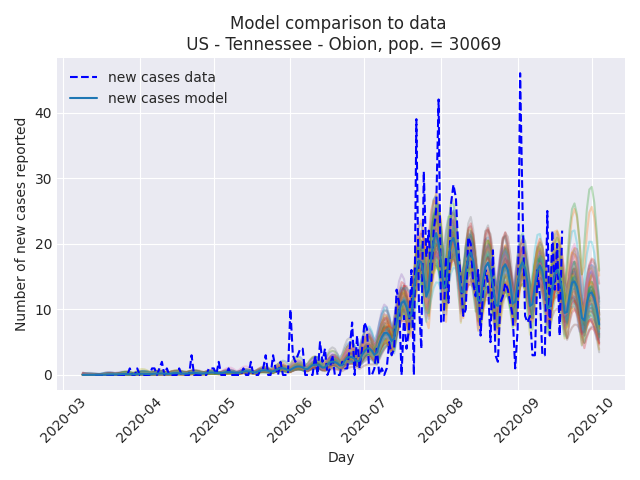 Model comparison to data
US - Tennessee - Obion, pop. = 30069
new cases data
new cases model
Number of new cases reported
40
30
20
10
0
2020-03
2020-04
2020-05
2020-06
2020-07
2020-08
2020-09
2020-10
Day